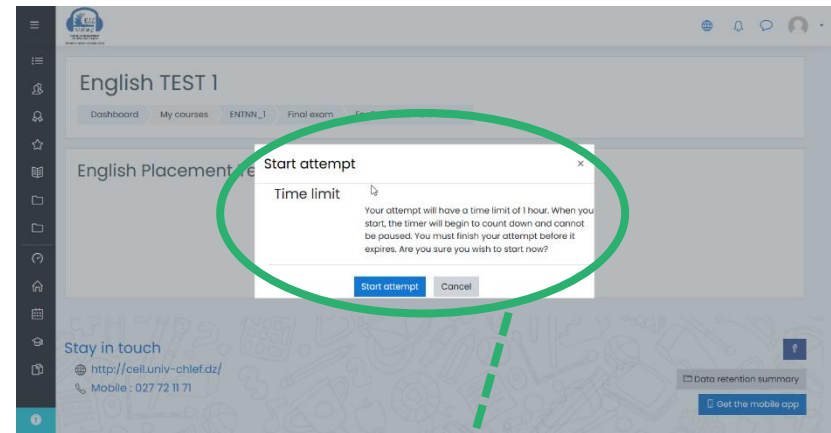 English TEST 1
Dashboard My courses ENTNN_1 Final exam
English Placement Te
Start attempt ×
Time limit
Your attempt will have a time limit of 1 hour. When you
start, the timer will begin to count down and cannot
be paused. You must finish your attempt before it
expires. Are you sure you wish to start now?
Start attempt Cancel
Stay in touch
http://ceil.univ-chlef.dz/
Mobile : 027 72 11 71
Data retention summary
Get the mobile app